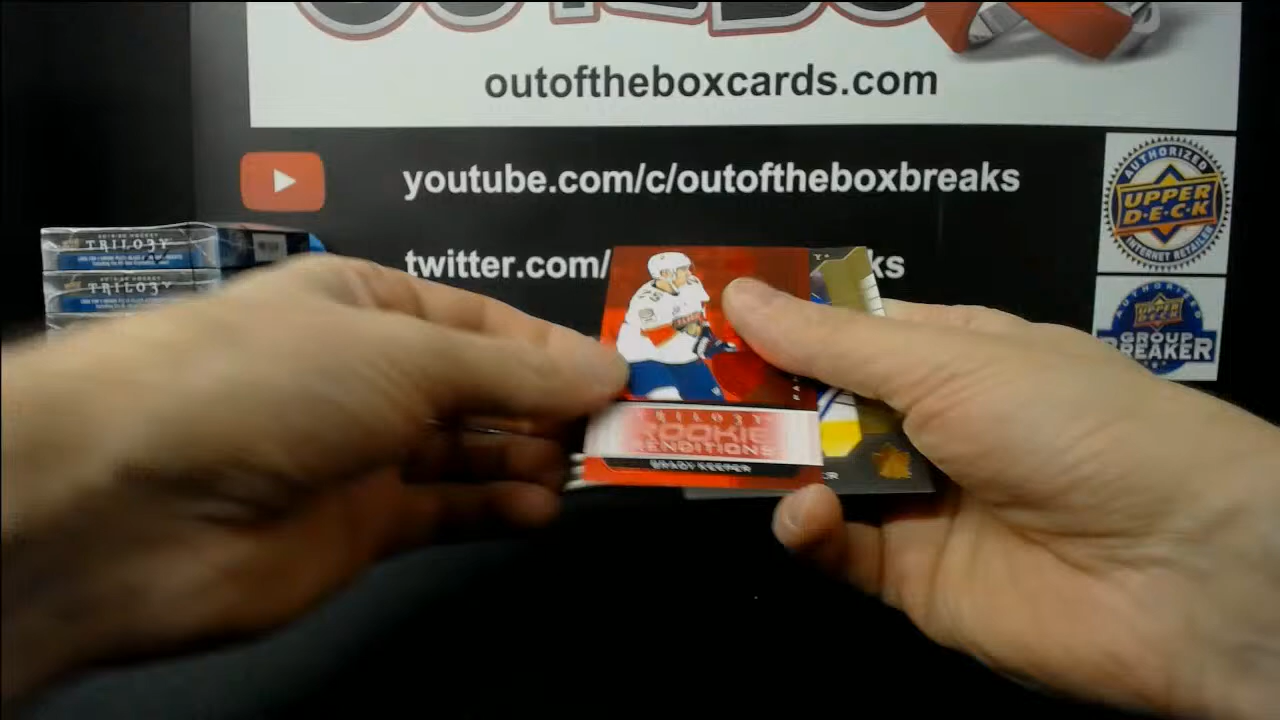 outoftheboxcards.com
youtube.com/c/outoftheboxbreaks
twitter.com/
ks
AUTHORIZED
UPPER
D·E·C·K
INTERNET RETAILER
AUTHORIZED
UPPER
DECK
GROUP
BREAKER
TRILOGY
TRILOGY
TRILOGY
ROOKIE
RENDITIONS
BRADY KEEPER